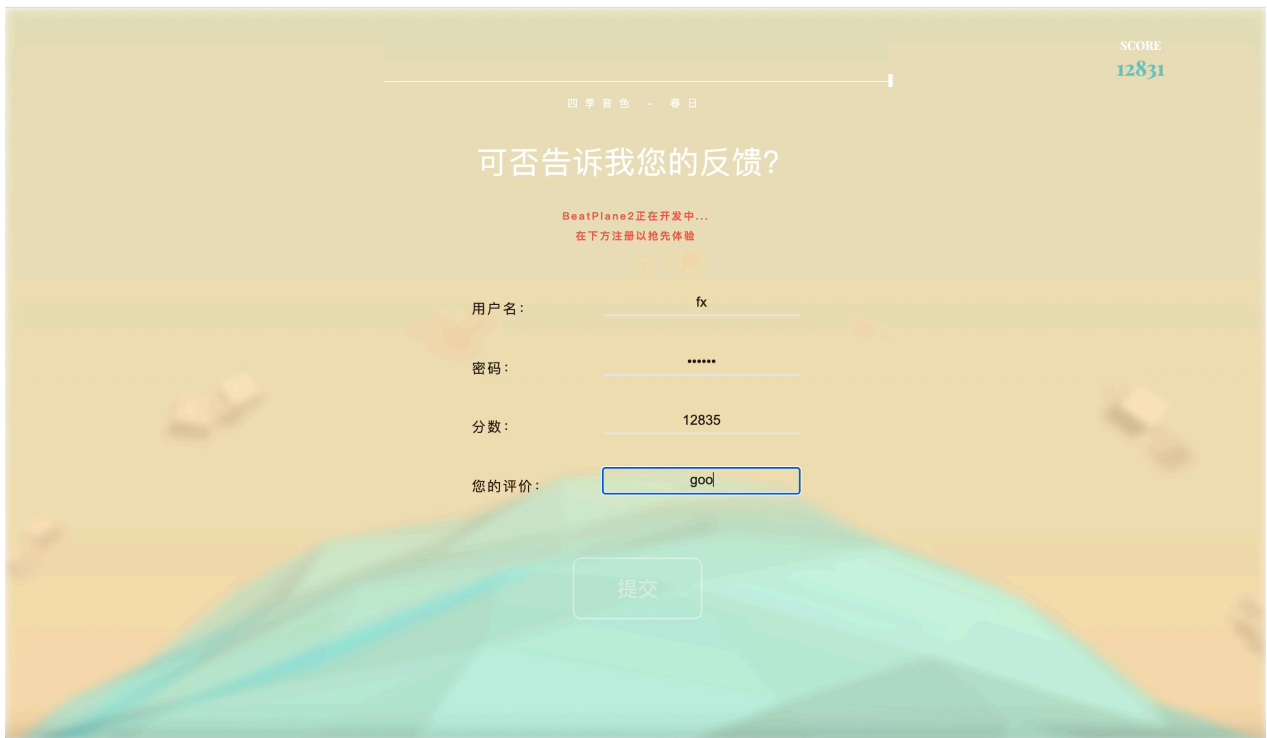 SCORE
12831
四季音色 - 春日
可否告诉我您的反馈?
BeatPlane2正在开发中...
在下方注册以抢先体验
用户名: fx
密码: ••••••
分数: 12835
您的评价: goo
提交